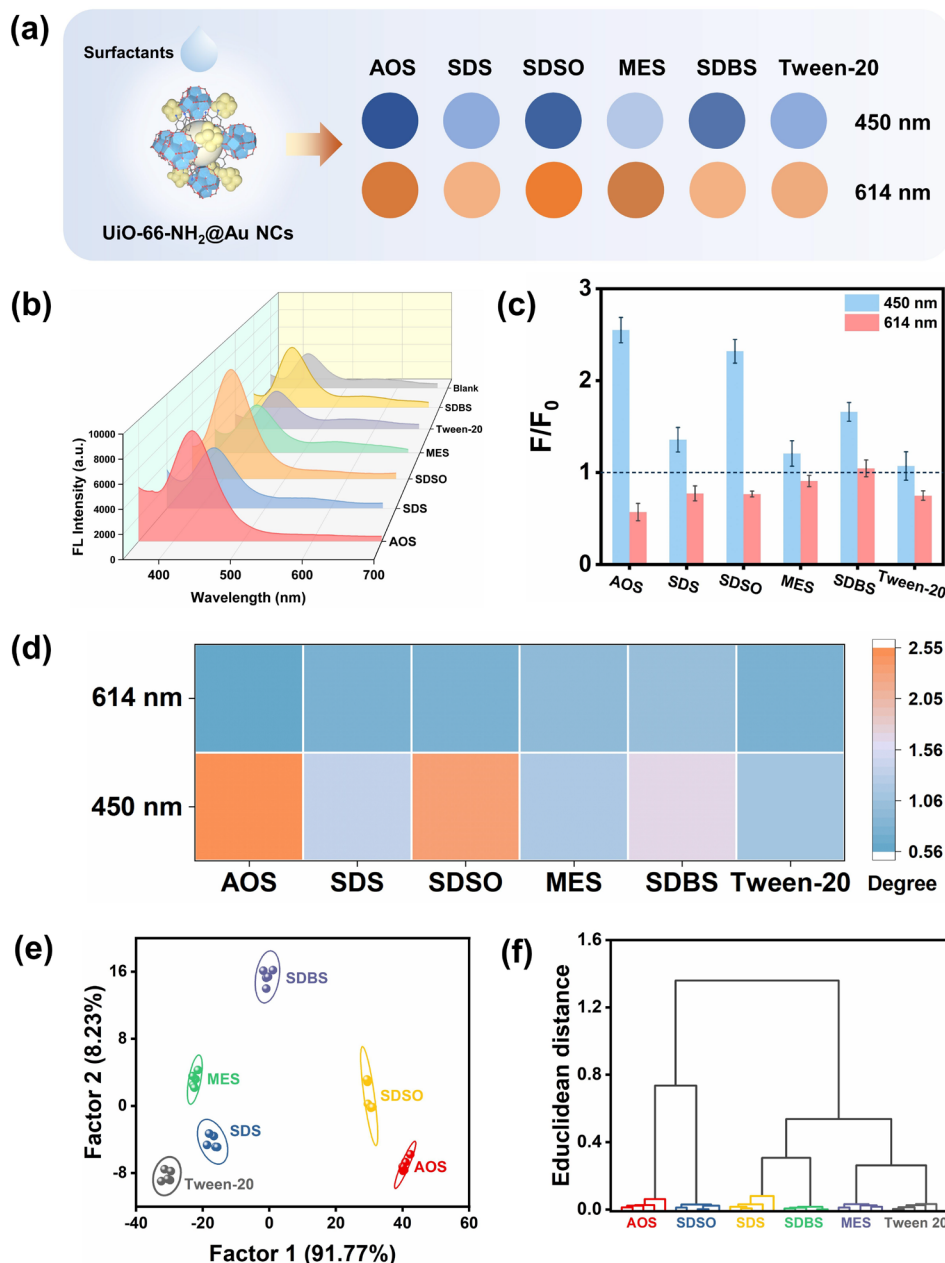 (a)
Surfactants
UiO-66-NH₂@Au NCs
AOS SDS SDSO MES SDBS Tween-20
450 nm
614 nm
(b)
FL Intensity (a.u.)
10000
8000
6000
4000
2000
0
400 500 600 700
Wavelength (nm)
Blank
SDBS
Tween-20
MES
SDSO
SDS
AOS
(c)
F/F₀
3
2
1
0
450 nm
614 nm
AOS SDS SDSO MES SDBS Tween-20
(d)
614 nm
450 nm
AOS SDS SDSO MES SDBS Tween-20
2.55
2.05
1.56
1.06
0.56
Degree
(e)
Factor 2 (8.23%)
16
8
0
-8
SDBS
MES
SDSO
SDS
AOS
Tween-20
-40 -20 0 20 40 60
Factor 1 (91.77%)
(f)
Educlidean distance
1.6
1.2
0.8
0.4
0.0
AOS SDSO SDS SDBS MES Tween 20